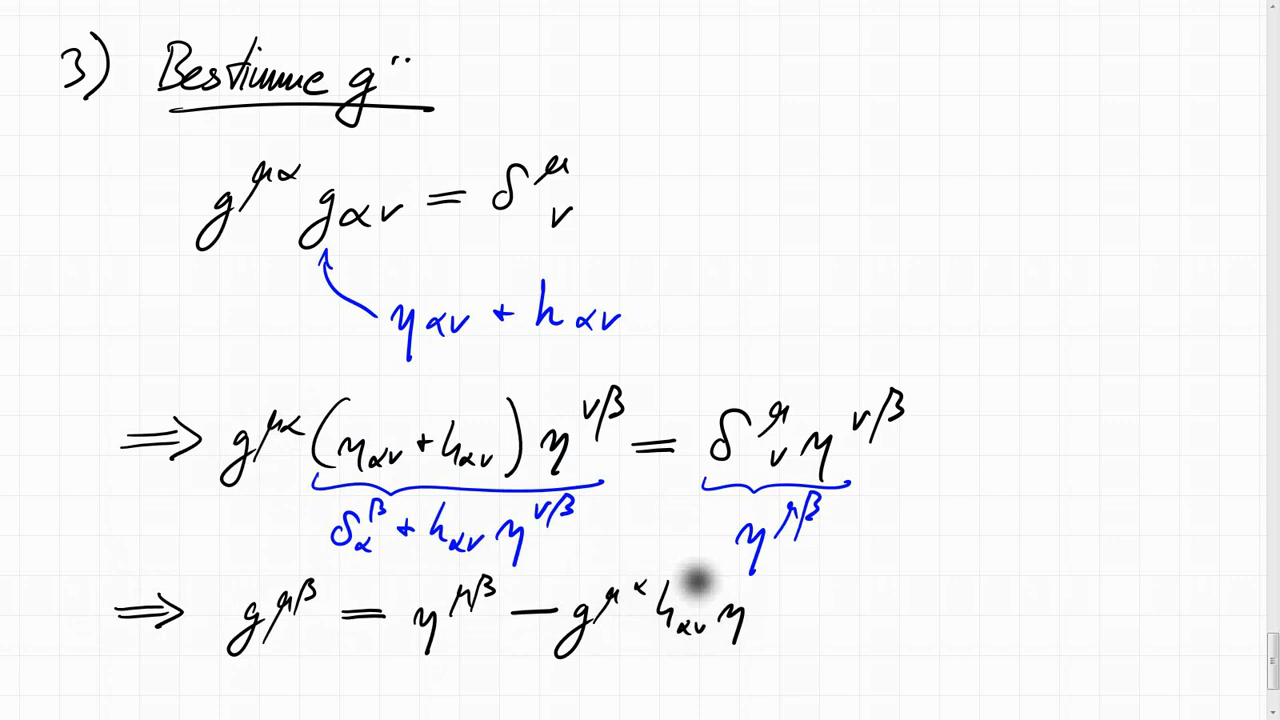 3) Bestimme g¨
g^{μα} g_{αν} = δ^μ_ν
η_{αν} + h_{αν}
⟹ g^{μα} (η_{αν} + h_{αν}) η^{νβ} = δ^μ_ν η^{νβ}
δ_α^β + h_{αν} η^{νβ} η^{μβ}
⟹ g^{μβ} = η^{μβ} − g^{μα} h_{αν} η